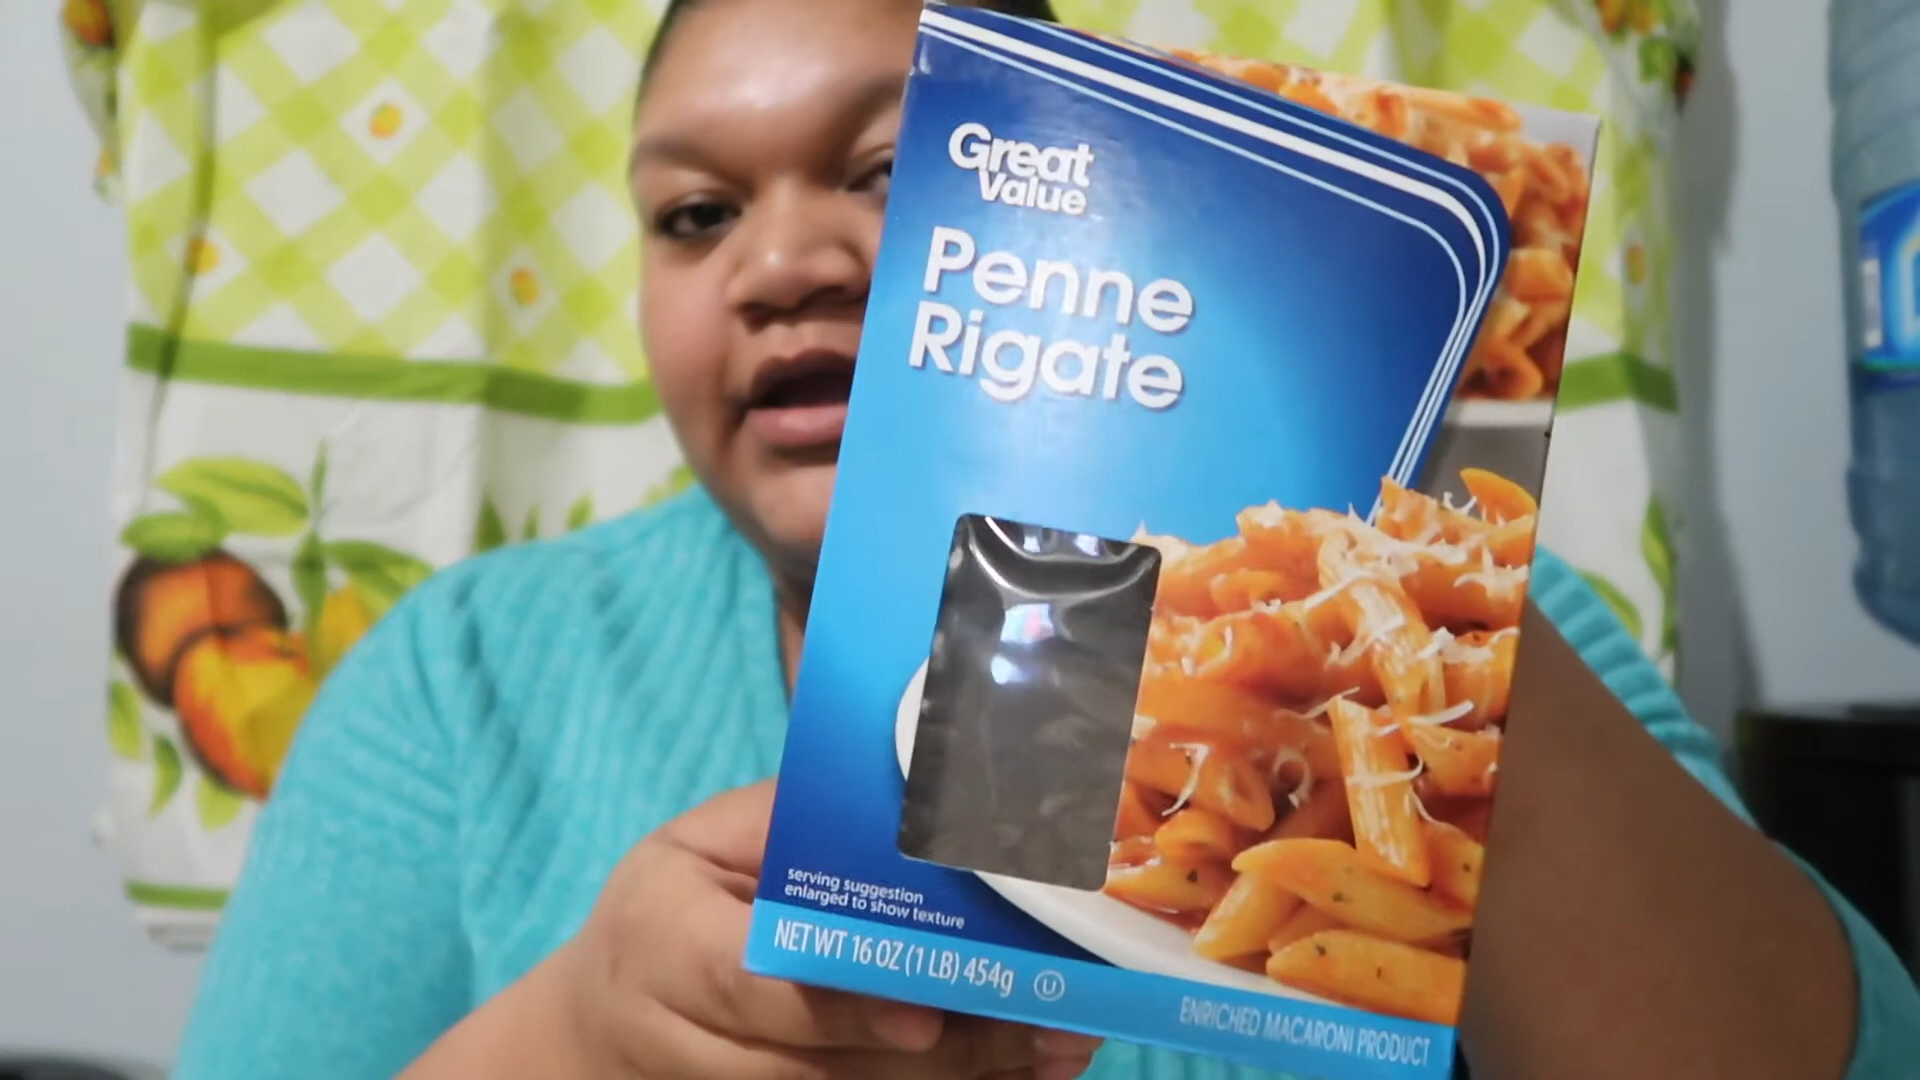 Great
Value
Penne
Rigate
serving suggestion
enlarged to show texture
NET WT 16 OZ (1 LB) 454g
U
ENRICHED MACARONI PRODUCT